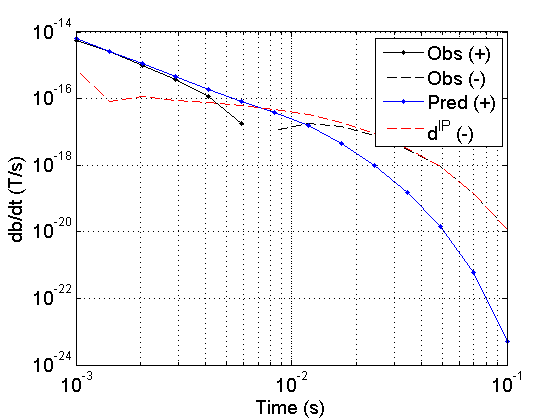 10^-14
10^-16
10^-18
10^-20
10^-22
10^-24
db/dt (T/s)
Obs (+)
Obs (-)
Pred (+)
d^IP (-)
10^-3
10^-2
10^-1
Time (s)